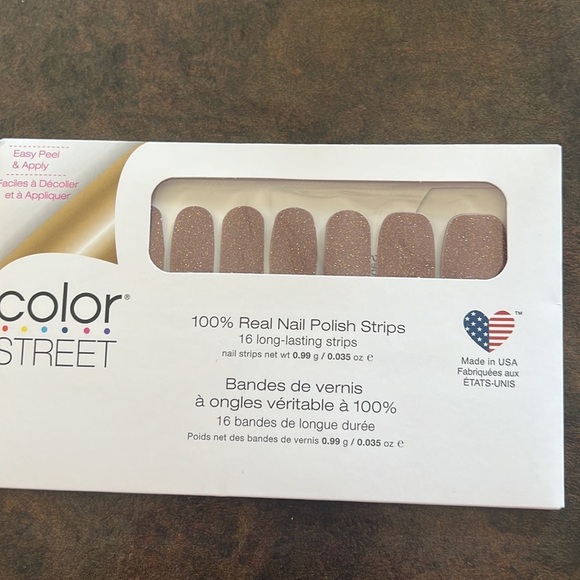 Easy Peel
& Apply
Faciles à Décoller
et à Appliquer
color®
STREET
100% Real Nail Polish Strips
16 long-lasting strips
nail strips net wt 0.99 g / 0.035 oz e
Bandes de vernis
à ongles véritable à 100%
16 bandes de longue durée
Poids net des bandes de vernis 0.99 g / 0.035 oz e
TM
Made in USA
Fabriquées aux
ÉTATS-UNIS